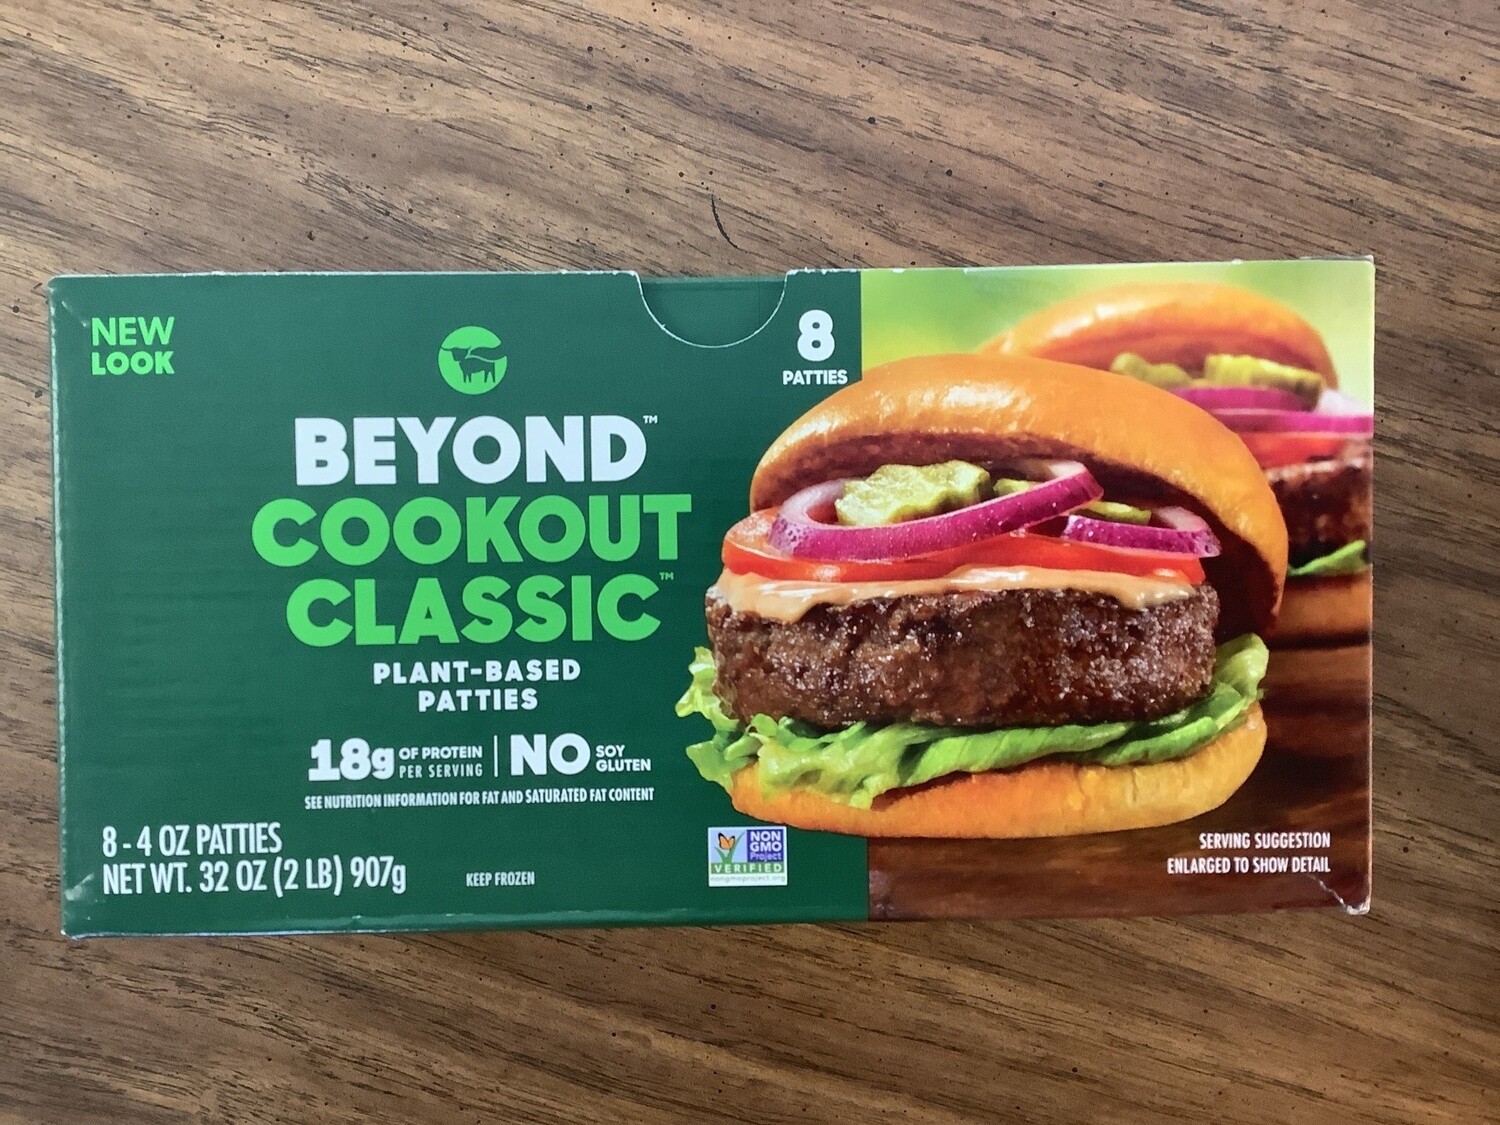 NEW
LOOK
8
PATTIES
BEYOND™
COOKOUT
CLASSIC™
PLANT-BASED
PATTIES
18g OF PROTEIN
PER SERVING
NO SOY
GLUTEN
SEE NUTRITION INFORMATION FOR FAT AND SATURATED FAT CONTENT
8 - 4 OZ PATTIES
NET WT. 32 OZ (2 LB) 907g
KEEP FROZEN
NON
GMO
Project
VERIFIED
nongmoproject.org
SERVING SUGGESTION
ENLARGED TO SHOW DETAIL